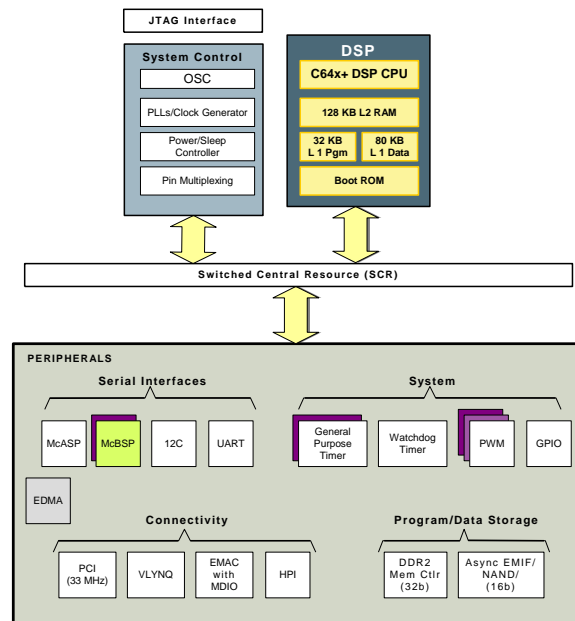 JTAG Interface
System Control
OSC
PLLs/Clock Generator
Power/Sleep
Controller
Pin Multiplexing
DSP
C64x+ DSP CPU
128 KB L2 RAM
32 KB
L 1 Pgm
80 KB
L 1 Data
Boot ROM
Switched Central Resource (SCR)
PERIPHERALS
Serial Interfaces
McASP
McBSP
12C
UART
System
General
Purpose
Timer
Watchdog
Timer
PWM
GPIO
EDMA
Connectivity
PCI
(33 MHz)
VLYNQ
EMAC
with
MDIO
HPI
Program/Data Storage
DDR2
Mem Ctlr
(32b)
Async EMIF/
NAND/
(16b)